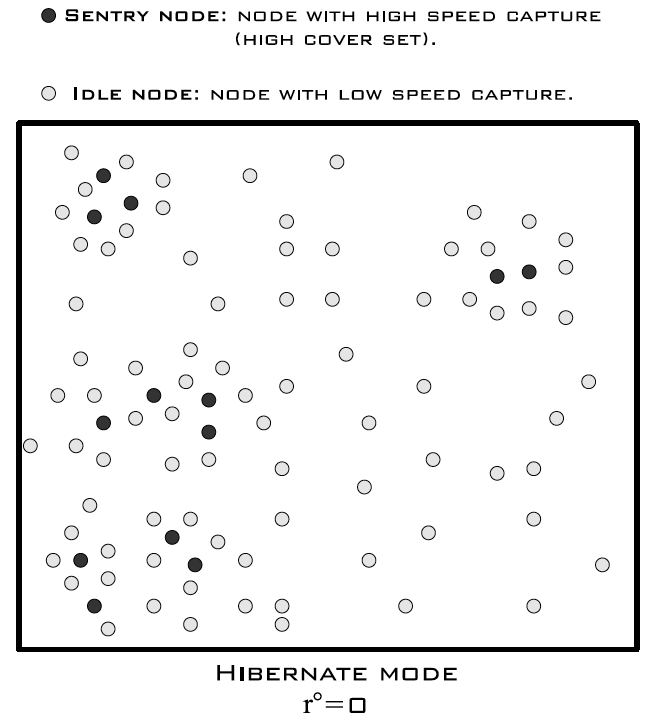 SENTRY NODE: NODE WITH HIGH SPEED CAPTURE
(HIGH COVER SET).
IDLE NODE: NODE WITH LOW SPEED CAPTURE.
HIBERNATE MODE
r°=□